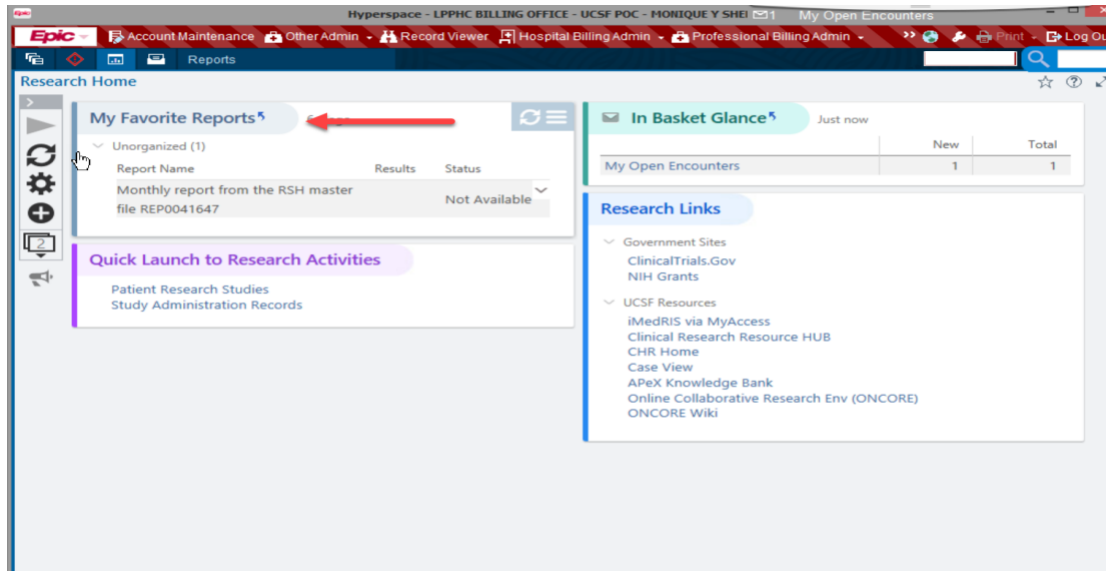 Epic
Hyperspace - LPPHC BILLING OFFICE - UCSF POC - MONIQUE Y SHEI 1 My Open Encounters
Epic Account Maintenance Other Admin Record Viewer Hospital Billing Admin Professional Billing Admin Print Log Ou
Reports
Research Home
My Favorite Reports
Unorganized (1)
Report Name Results Status
Monthly report from the RSH master
file REP0041647
Not Available
2
Quick Launch to Research Activities
Patient Research Studies
Study Administration Records
In Basket Glance Just now
New Total
My Open Encounters 1 1
Research Links
Government Sites
ClinicalTrials.Gov
NIH Grants
UCSF Resources
iMedRIS via MyAccess
Clinical Research Resource HUB
CHR Home
Case View
APeX Knowledge Bank
Online Collaborative Research Env (ONCORE)
ONCORE Wiki